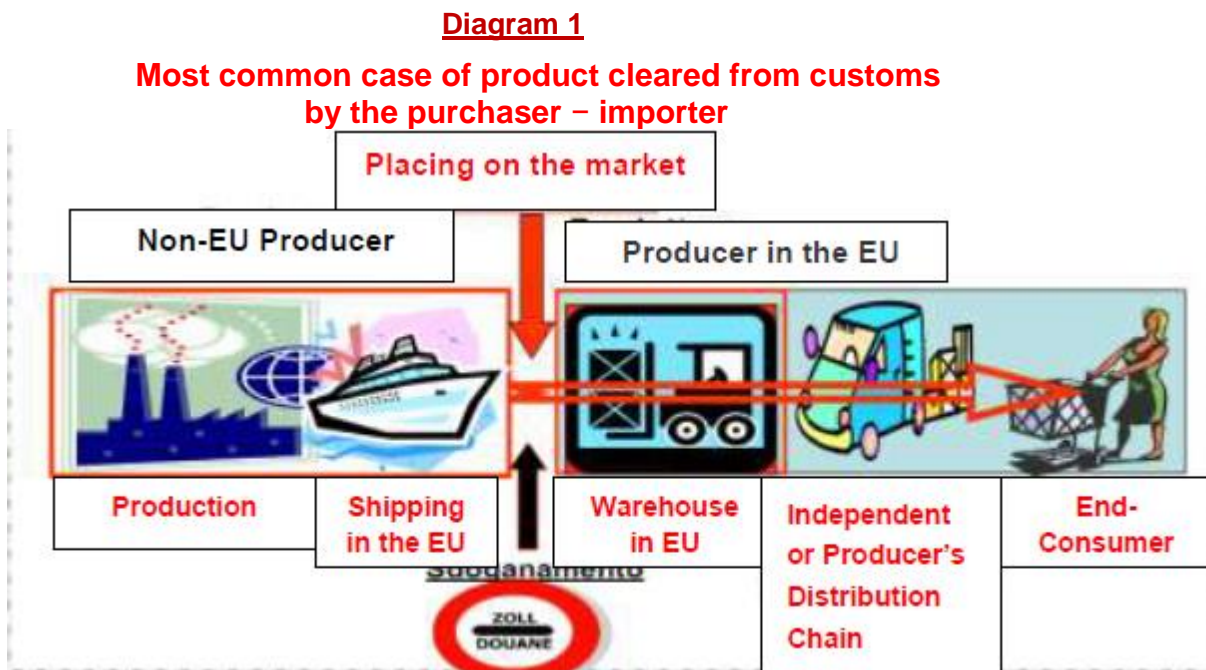 Diagram 1
Most common case of product cleared from customs
by the purchaser – importer
Placing on the market
Non-EU Producer
Producer in the EU
Production
Shipping
in the EU
Warehouse
in EU
Independent
or Producer's
Distribution
Chain
End-
Consumer
Sdoganamento
ZOLL
DOUANE